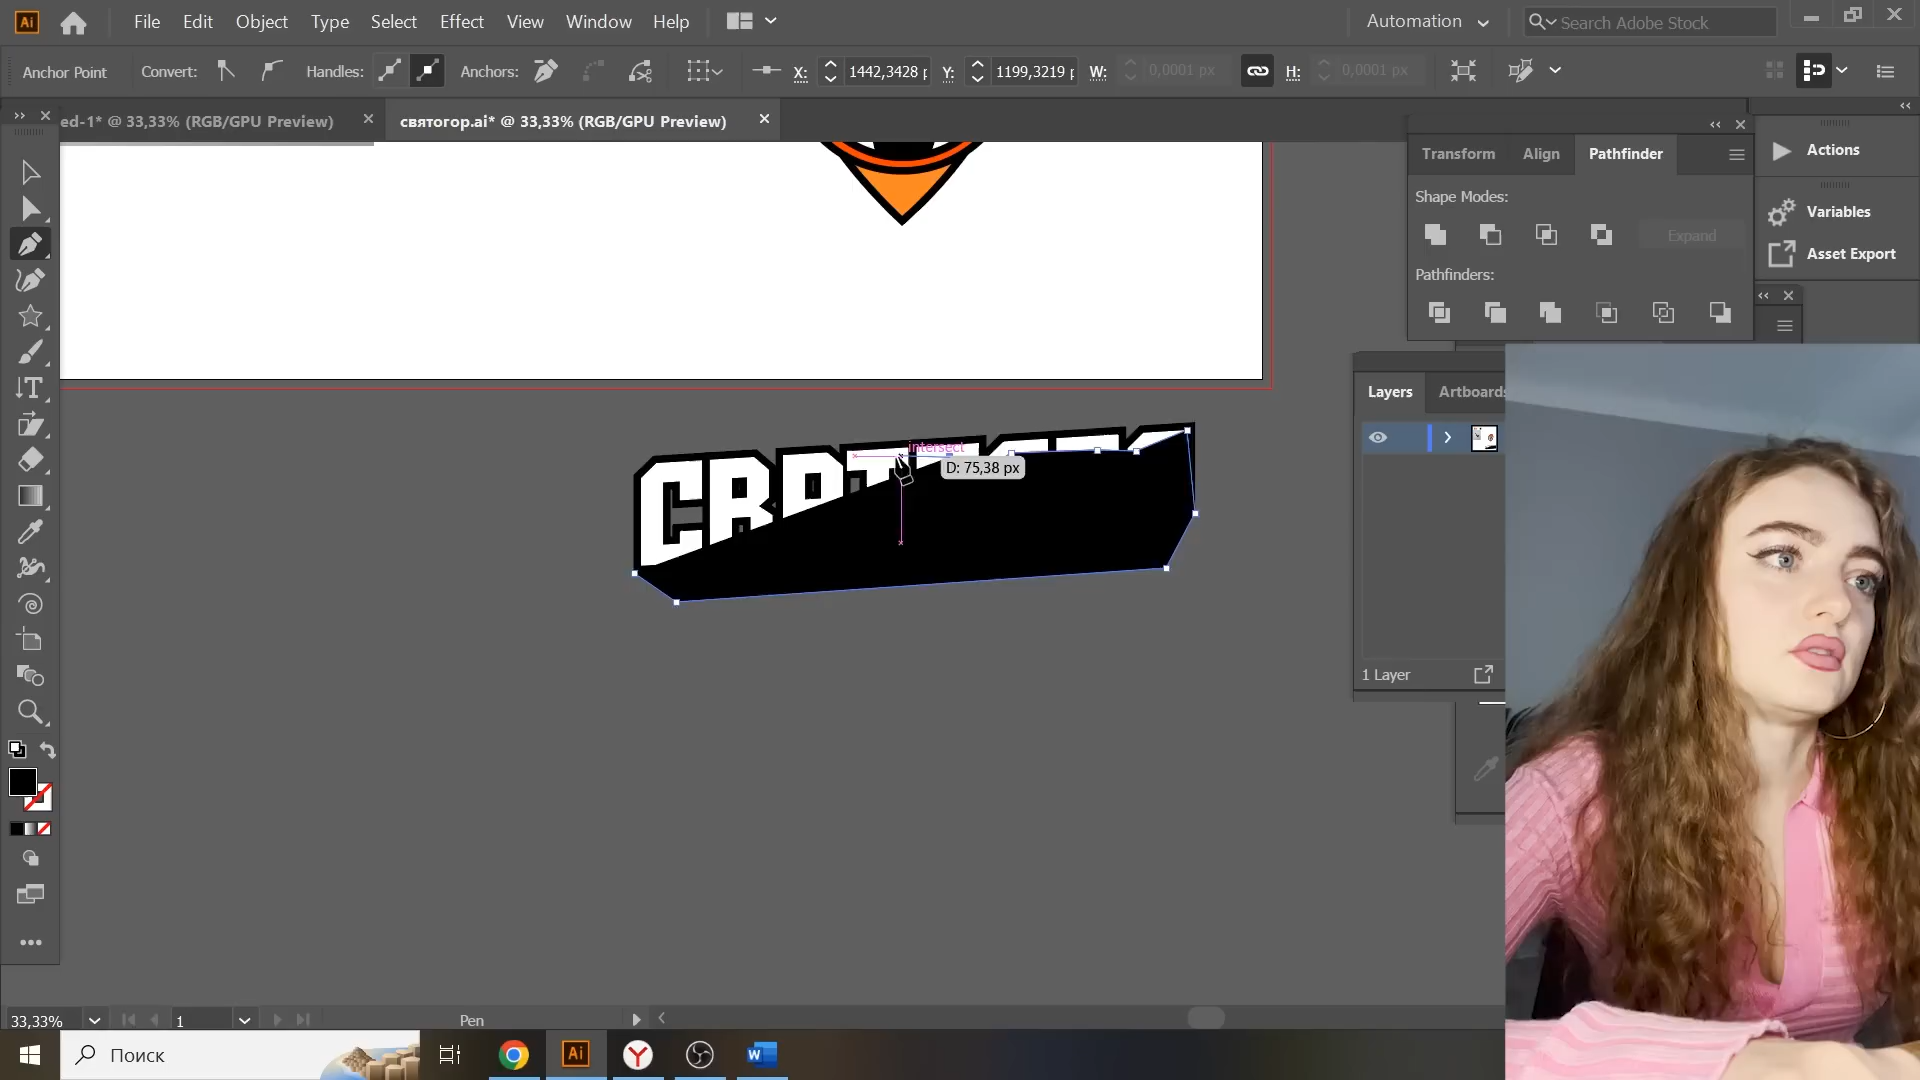 File Edit Object Type Select Effect View Window Help
Automation
Search Adobe Stock
Anchor Point
Convert:
Handles:
Anchors:
X:
1442,3428 p
Y:
1199,3219 p
W:
0,0001 px
H:
0,0001 px
ed-1* @ 33,33% (RGB/GPU Preview)
святогор.ai* @ 33,33% (RGB/GPU Preview)
Transform Align Pathfinder
Shape Modes:
Expand
Pathfinders:
Actions
Variables
Asset Export
Layers Artboards
1 Layer
intersect
D: 75,38 px
33,33%
1
Pen
Поиск
Ai